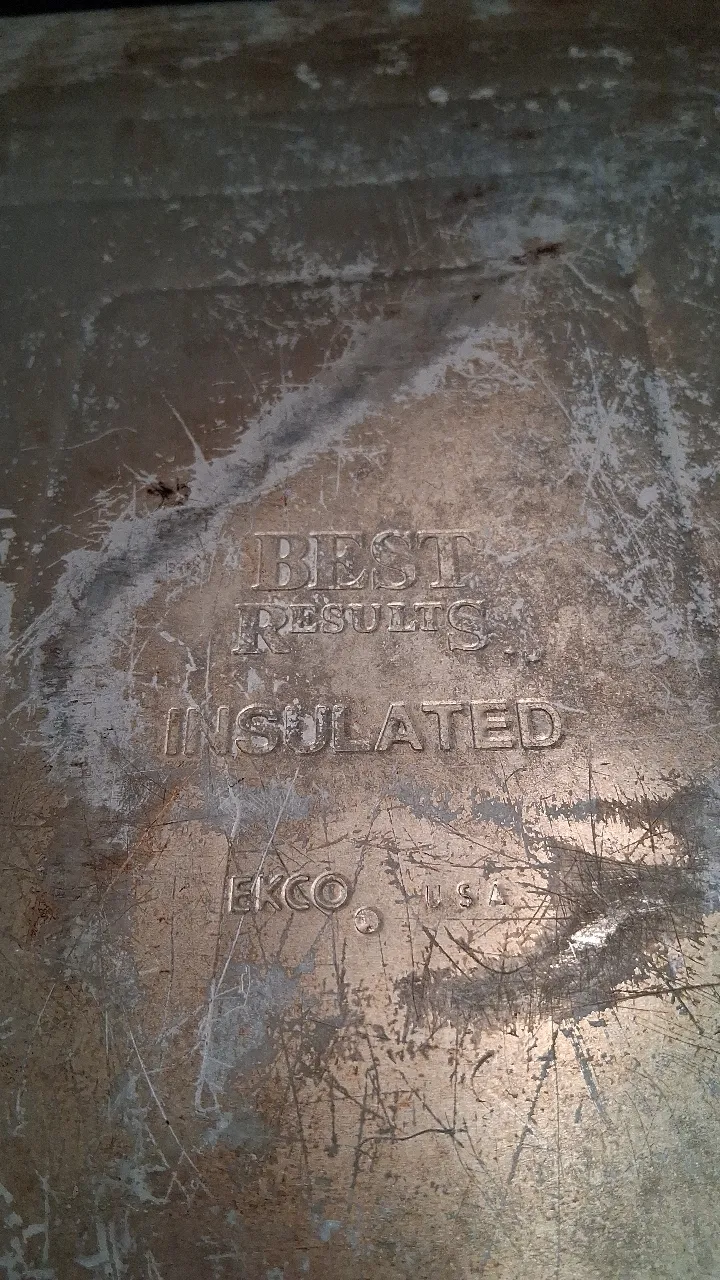 BEST
RESULTS...
INSULATED
EKCO USA